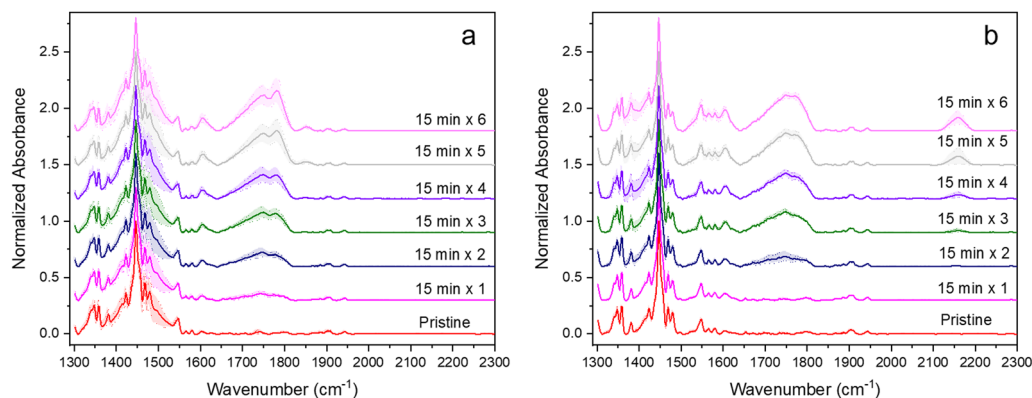 a
2.5
2.0
1.5
1.0
0.5
0.0
Normalized Absorbance
15 min x 6
15 min x 5
15 min x 4
15 min x 3
15 min x 2
15 min x 1
Pristine
1300 1400 1500 1600 1700 1800 1900 2000 2100 2200 2300
Wavenumber (cm⁻¹)
b
2.5
2.0
1.5
1.0
0.5
0.0
Normalized Absorbance
15 min x 6
15 min x 5
15 min x 4
15 min x 3
15 min x 2
15 min x 1
Pristine
1300 1400 1500 1600 1700 1800 1900 2000 2100 2200 2300
Wavenumber (cm⁻¹)